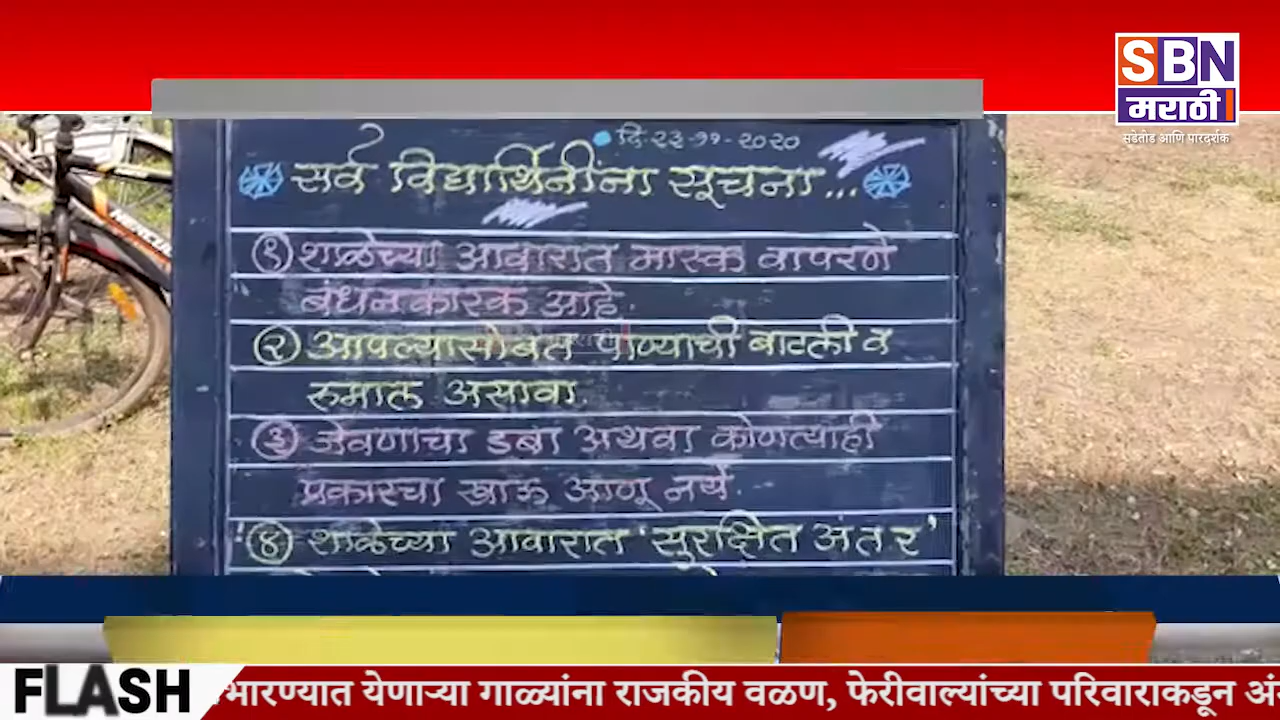 SBN
मराठी
सडेतोड आणि पारदर्शक
दि. २३-११-२०२०
सर्व विद्यार्थिनींना सूचना...
१ शाळेच्या आवारात मास्क वापरणे
बंधनकारक आहे.
२ आपल्यासोबत पाण्याची बाटली व
रुमाल असावा.
३ जेवणाचा डबा अथवा कोणत्याही
प्रकारचा खाऊ आणू नये.
४ शाळेच्या आवारात 'सुरक्षित अंतर'
FLASH
भारण्यात येणाऱ्या गाळ्यांना राजकीय वळण, फेरीवाल्यांच्या परिवाराकडून अं